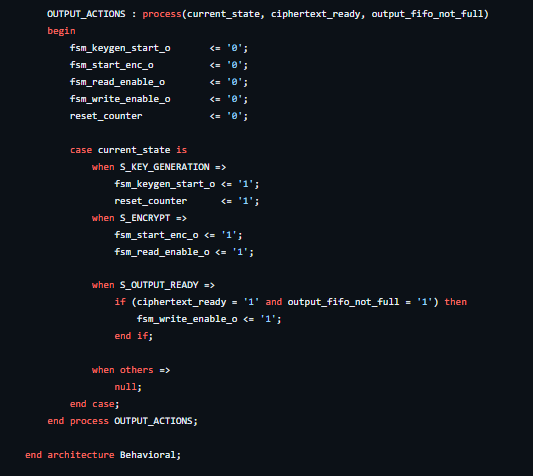 OUTPUT_ACTIONS : process(current_state, ciphertext_ready, output_fifo_not_full)
begin
fsm_keygen_start_o <= '0';
fsm_start_enc_o <= '0';
fsm_read_enable_o <= '0';
fsm_write_enable_o <= '0';
reset_counter <= '0';
case current_state is
when S_KEY_GENERATION =>
fsm_keygen_start_o <= '1';
reset_counter <= '1';
when S_ENCRYPT =>
fsm_start_enc_o <= '1';
fsm_read_enable_o <= '1';
when S_OUTPUT_READY =>
if (ciphertext_ready = '1' and output_fifo_not_full = '1') then
fsm_write_enable_o <= '1';
end if;
when others =>
null;
end case;
end process OUTPUT_ACTIONS;
end architecture Behavioral;